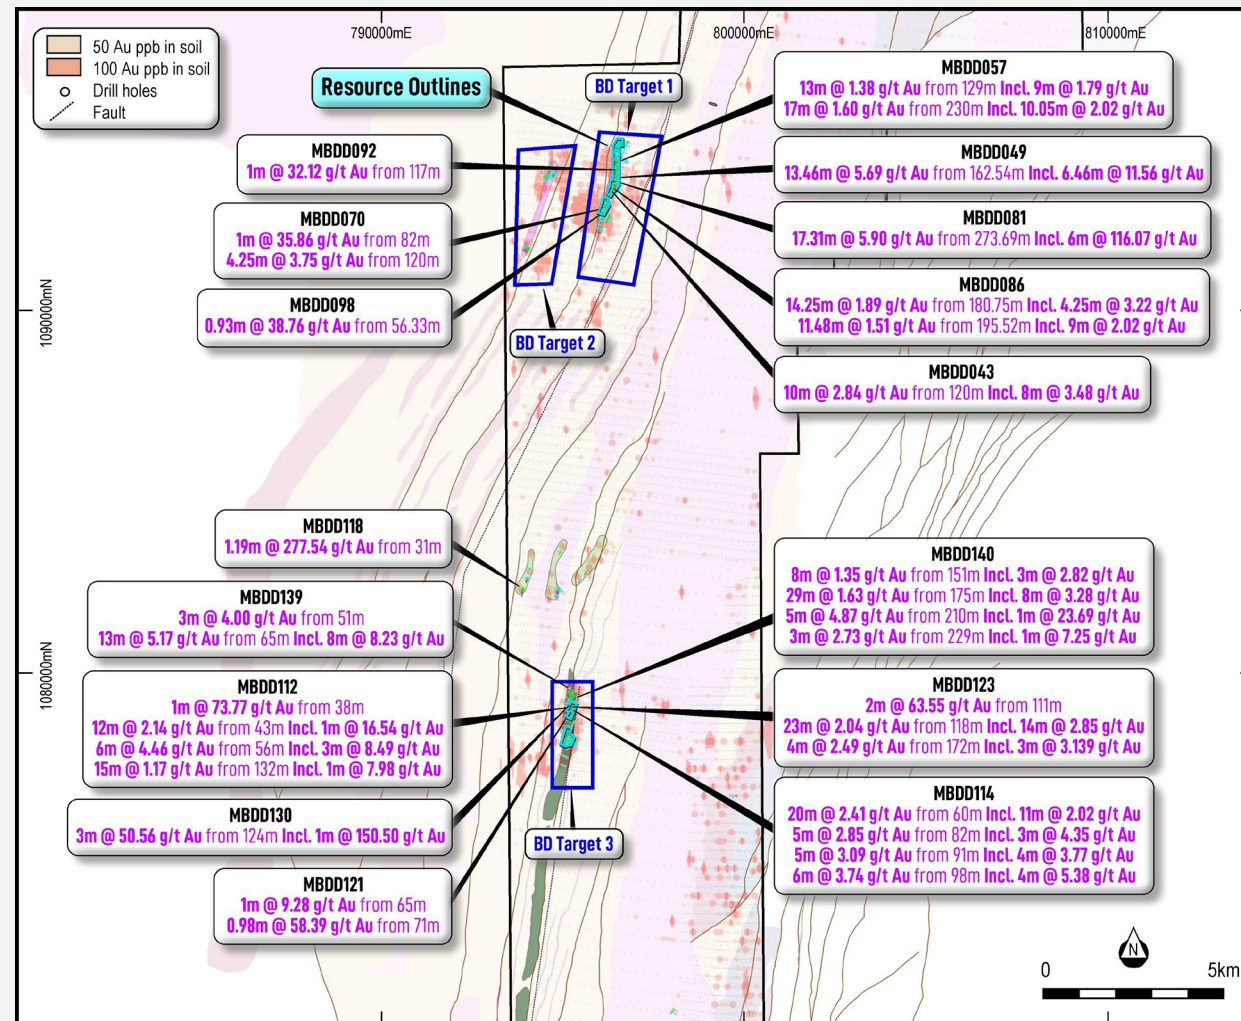 790000mE
800000mE
810000mE
50 Au ppb in soil
100 Au ppb in soil
Drill holes
Fault
Resource Outlines
BD Target 1
MBDD057
13m @ 1.38 g/t Au from 129m Incl. 9m @ 1.79 g/t Au
17m @ 1.60 g/t Au from 230m Incl. 10.05m @ 2.02 g/t Au
MBDD092
1m @ 32.12 g/t Au from 117m
MBDD049
13.46m @ 5.69 g/t Au from 162.54m Incl. 6.46m @ 11.56 g/t Au
MBDD070
1m @ 35.86 g/t Au from 82m
4.25m @ 3.75 g/t Au from 120m
MBDD081
17.31m @ 5.90 g/t Au from 273.69m Incl. 6m @ 116.07 g/t Au
MBDD098
0.93m @ 38.76 g/t Au from 56.33m
MBDD086
14.25m @ 1.89 g/t Au from 180.75m Incl. 4.25m @ 3.22 g/t Au
11.48m @ 1.51 g/t Au from 195.52m Incl. 9m @ 2.02 g/t Au
1090000mN
BD Target 2
MBDD043
10m @ 2.84 g/t Au from 120m Incl. 8m @ 3.48 g/t Au
MBDD118
1.19m @ 277.54 g/t Au from 31m
MBDD140
8m @ 1.35 g/t Au from 151m Incl. 3m @ 2.82 g/t Au
29m @ 1.63 g/t Au from 175m Incl. 8m @ 3.28 g/t Au
5m @ 4.87 g/t Au from 210m Incl. 1m @ 23.69 g/t Au
3m @ 2.73 g/t Au from 229m Incl. 1m @ 7.25 g/t Au
MBDD139
3m @ 4.00 g/t Au from 51m
13m @ 5.17 g/t Au from 65m Incl. 8m @ 8.23 g/t Au
1080000mN
MBDD112
1m @ 73.77 g/t Au from 38m
12m @ 2.14 g/t Au from 43m Incl. 1m @ 16.54 g/t Au
6m @ 4.46 g/t Au from 56m Incl. 3m @ 8.49 g/t Au
15m @ 1.17 g/t Au from 132m Incl. 1m @ 7.98 g/t Au
MBDD123
2m @ 63.55 g/t Au from 111m
23m @ 2.04 g/t Au from 118m Incl. 14m @ 2.85 g/t Au
4m @ 2.49 g/t Au from 172m Incl. 3m @ 3.139 g/t Au
MBDD130
3m @ 50.56 g/t Au from 124m Incl. 1m @ 150.50 g/t Au
BD Target 3
MBDD114
20m @ 2.41 g/t Au from 60m Incl. 11m @ 2.02 g/t Au
5m @ 2.85 g/t Au from 82m Incl. 3m @ 4.35 g/t Au
5m @ 3.09 g/t Au from 91m Incl. 4m @ 3.77 g/t Au
6m @ 3.74 g/t Au from 98m Incl. 4m @ 5.38 g/t Au
MBDD121
1m @ 9.28 g/t Au from 65m
0.98m @ 58.39 g/t Au from 71m
N
0
5km